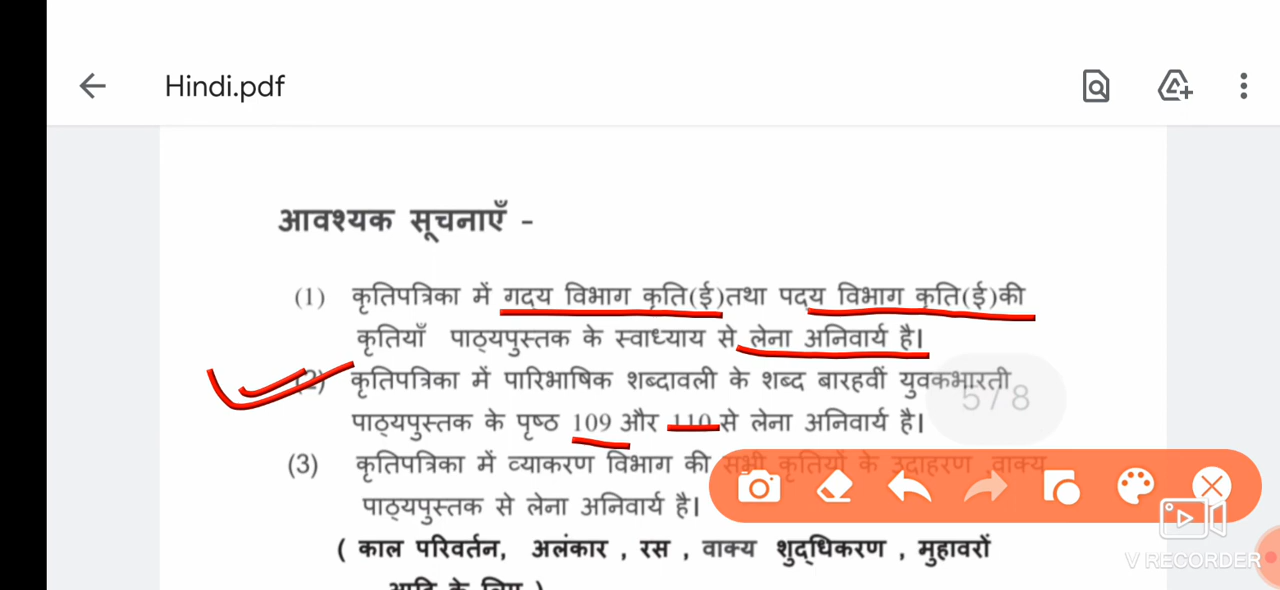 Hindi.pdf
आवश्यक सूचनाएँ -
(1) कृतिपत्रिका में गद्य विभाग कृति(ई)तथा पद्य विभाग कृति(ई)की
कृतियाँ पाठ्यपुस्तक के स्वाध्याय से लेना अनिवार्य है।
(2) कृतिपत्रिका में पारिभाषिक शब्दावली के शब्द बारहवीं युवकभारती
5/8
पाठ्यपुस्तक के पृष्ठ 109 और 110 से लेना अनिवार्य है।
(3) कृतिपत्रिका में व्याकरण विभाग की सभी कृतियों के उदाहरण ,वाक्य
पाठ्यपुस्तक से लेना अनिवार्य है।
( काल परिवर्तन, अलंकार , रस , वाक्य शुद्धिकरण , मुहावरों
आदि के लिए )
V RECORDER